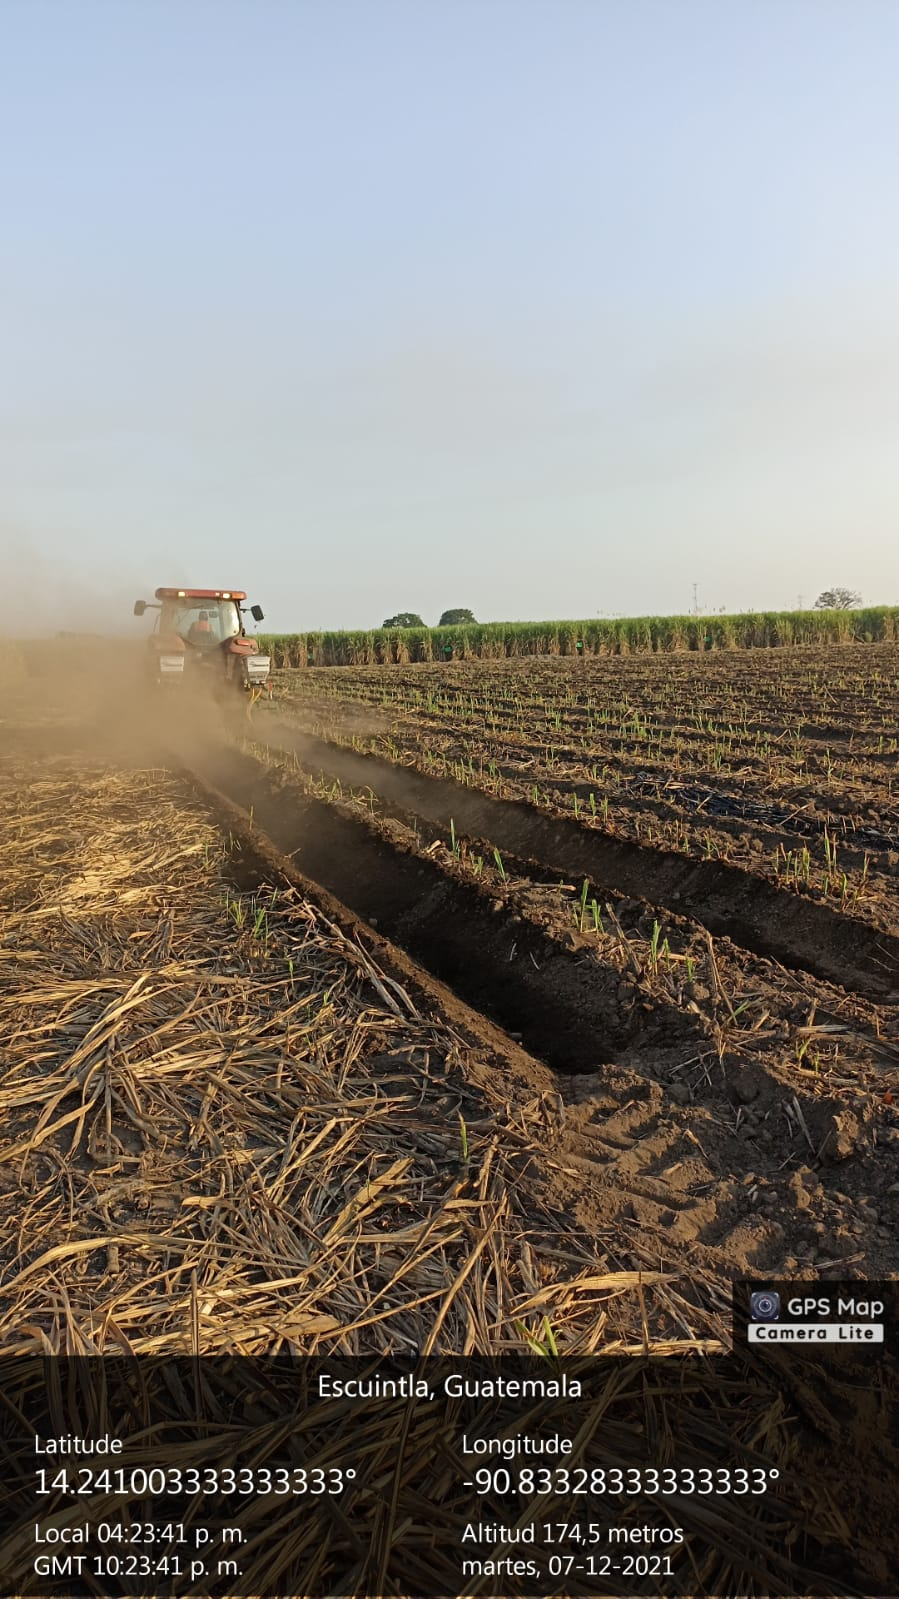 GPS Map
Camera Lite
Escuintla, Guatemala
Latitude
Longitude
14.241003333333333°
-90.83328333333333°
Local 04:23:41 p. m.
Altitud 174,5 metros
GMT 10:23:41 p. m.
martes, 07-12-2021